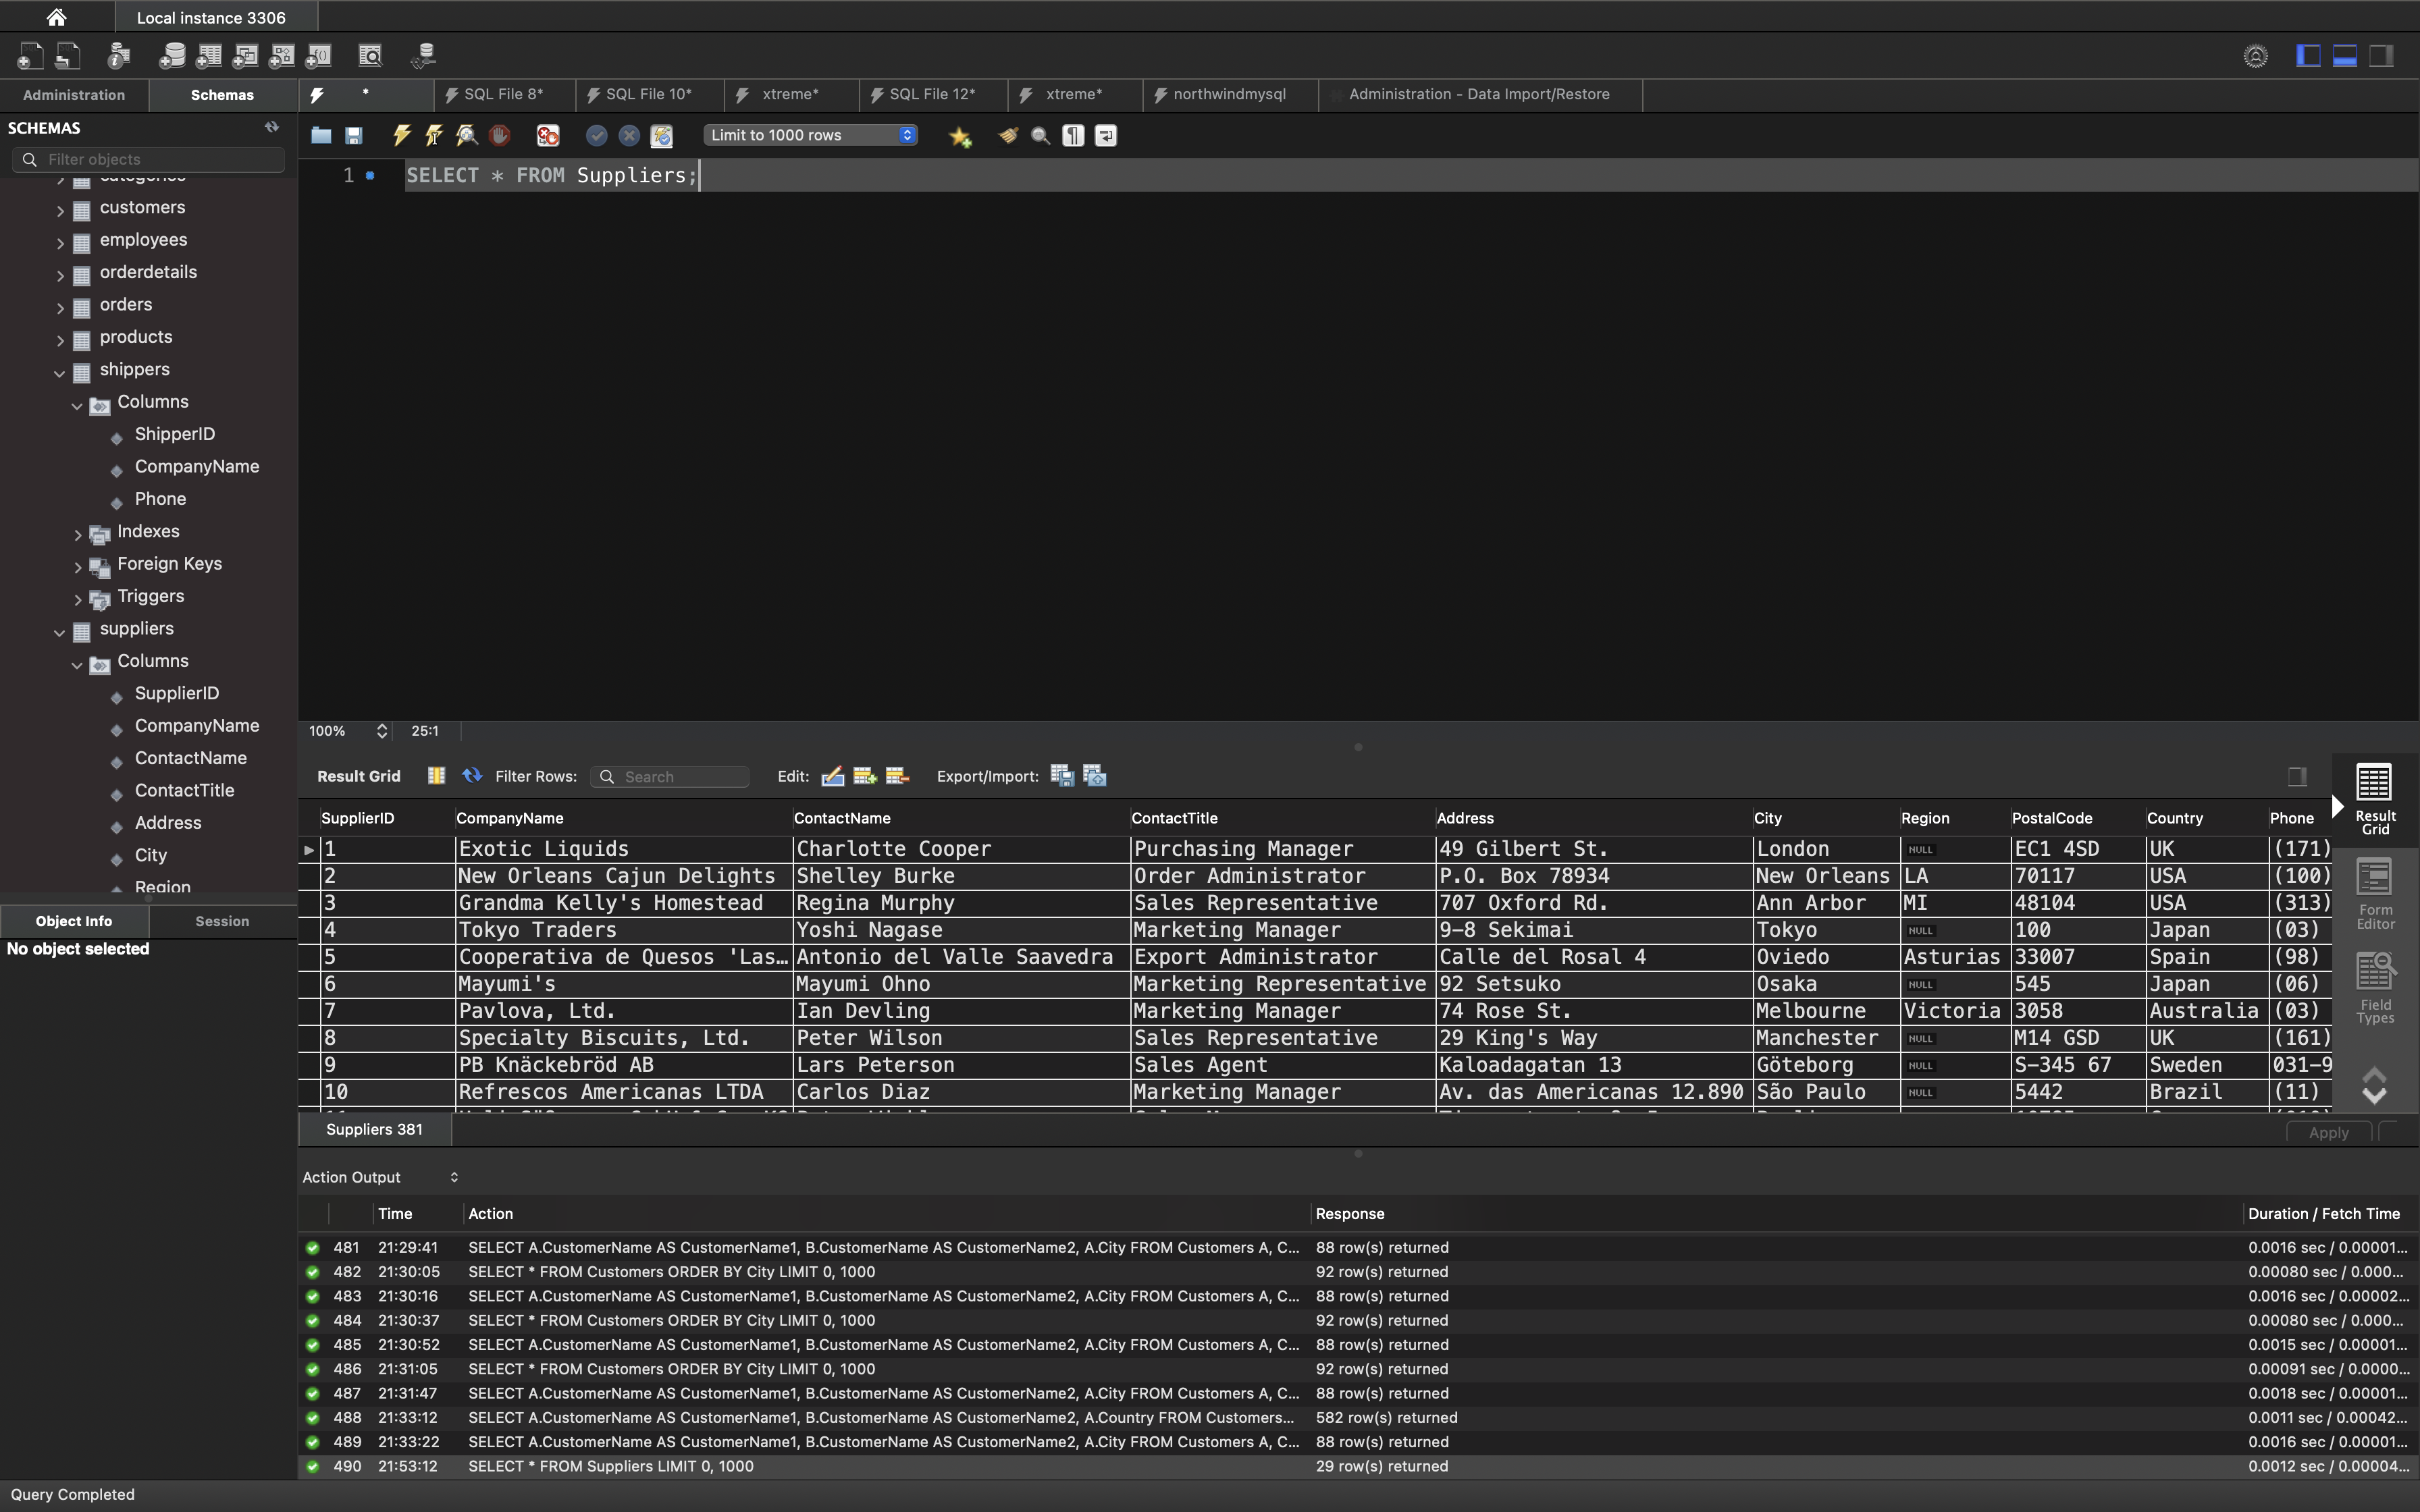 Local instance 3306
Administration Schemas * SQL File 8* SQL File 10* xtreme* SQL File 12* xtreme* northwindmysql Administration - Data Import/Restore
SCHEMAS
Filter objects
Limit to 1000 rows
1 SELECT * FROM Suppliers;
categories
customers
employees
orderdetails
orders
products
shippers
Columns
ShipperID
CompanyName
Phone
Indexes
Foreign Keys
Triggers
suppliers
Columns
SupplierID
CompanyName
ContactName
ContactTitle
Address
City
Region
Object Info Session
No object selected
100% 25:1
Result Grid Filter Rows: Search Edit: Export/Import:
SupplierID CompanyName ContactName ContactTitle Address City Region PostalCode Country Phone
1 Exotic Liquids Charlotte Cooper Purchasing Manager 49 Gilbert St. London NULL EC1 4SD UK (171)
2 New Orleans Cajun Delights Shelley Burke Order Administrator P.O. Box 78934 New Orleans LA 70117 USA (100)
3 Grandma Kelly's Homestead Regina Murphy Sales Representative 707 Oxford Rd. Ann Arbor MI 48104 USA (313)
4 Tokyo Traders Yoshi Nagase Marketing Manager 9-8 Sekimai Tokyo NULL 100 Japan (03)
5 Cooperativa de Quesos 'Las... Antonio del Valle Saavedra Export Administrator Calle del Rosal 4 Oviedo Asturias 33007 Spain (98)
6 Mayumi's Mayumi Ohno Marketing Representative 92 Setsuko Osaka NULL 545 Japan (06)
7 Pavlova, Ltd. Ian Devling Marketing Manager 74 Rose St. Melbourne Victoria 3058 Australia (03)
8 Specialty Biscuits, Ltd. Peter Wilson Sales Representative 29 King's Way Manchester NULL M14 GSD UK (161)
9 PB Knäckebröd AB Lars Peterson Sales Agent Kaloadagatan 13 Göteborg NULL S-345 67 Sweden 031-9
10 Refrescos Americanas LTDA Carlos Diaz Marketing Manager Av. das Americanas 12.890 São Paulo NULL 5442 Brazil (11)
Result Grid
Form Editor
Field Types
Suppliers 381
Apply
Action Output
Time Action Response Duration / Fetch Time
481 21:29:41 SELECT A.CustomerName AS CustomerName1, B.CustomerName AS CustomerName2, A.City FROM Customers A, C... 88 row(s) returned 0.0016 sec / 0.00001...
482 21:30:05 SELECT * FROM Customers ORDER BY City LIMIT 0, 1000 92 row(s) returned 0.00080 sec / 0.000...
483 21:30:16 SELECT A.CustomerName AS CustomerName1, B.CustomerName AS CustomerName2, A.City FROM Customers A, C... 88 row(s) returned 0.0016 sec / 0.00002...
484 21:30:37 SELECT * FROM Customers ORDER BY City LIMIT 0, 1000 92 row(s) returned 0.00080 sec / 0.000...
485 21:30:52 SELECT A.CustomerName AS CustomerName1, B.CustomerName AS CustomerName2, A.City FROM Customers A, C... 88 row(s) returned 0.0015 sec / 0.00001...
486 21:31:05 SELECT * FROM Customers ORDER BY City LIMIT 0, 1000 92 row(s) returned 0.00091 sec / 0.0000...
487 21:31:47 SELECT A.CustomerName AS CustomerName1, B.CustomerName AS CustomerName2, A.City FROM Customers A, C... 88 row(s) returned 0.0018 sec / 0.00001...
488 21:33:12 SELECT A.CustomerName AS CustomerName1, B.CustomerName AS CustomerName2, A.Country FROM Customers... 582 row(s) returned 0.0011 sec / 0.00042...
489 21:33:22 SELECT A.CustomerName AS CustomerName1, B.CustomerName AS CustomerName2, A.City FROM Customers A, C... 88 row(s) returned 0.0016 sec / 0.00001...
490 21:53:12 SELECT * FROM Suppliers LIMIT 0, 1000 29 row(s) returned 0.0012 sec / 0.00004...
Query Completed